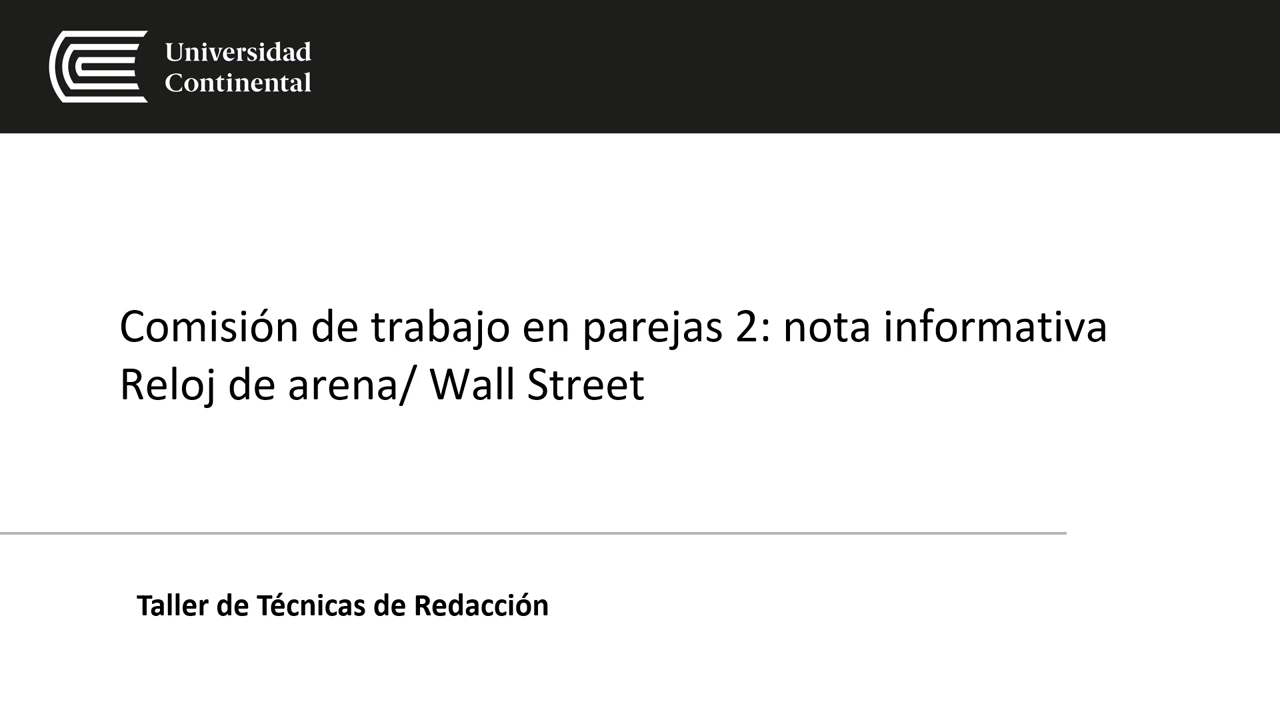 Universidad
Continental
Comisión de trabajo en parejas 2: nota informativa
Reloj de arena/ Wall Street
Taller de Técnicas de Redacción